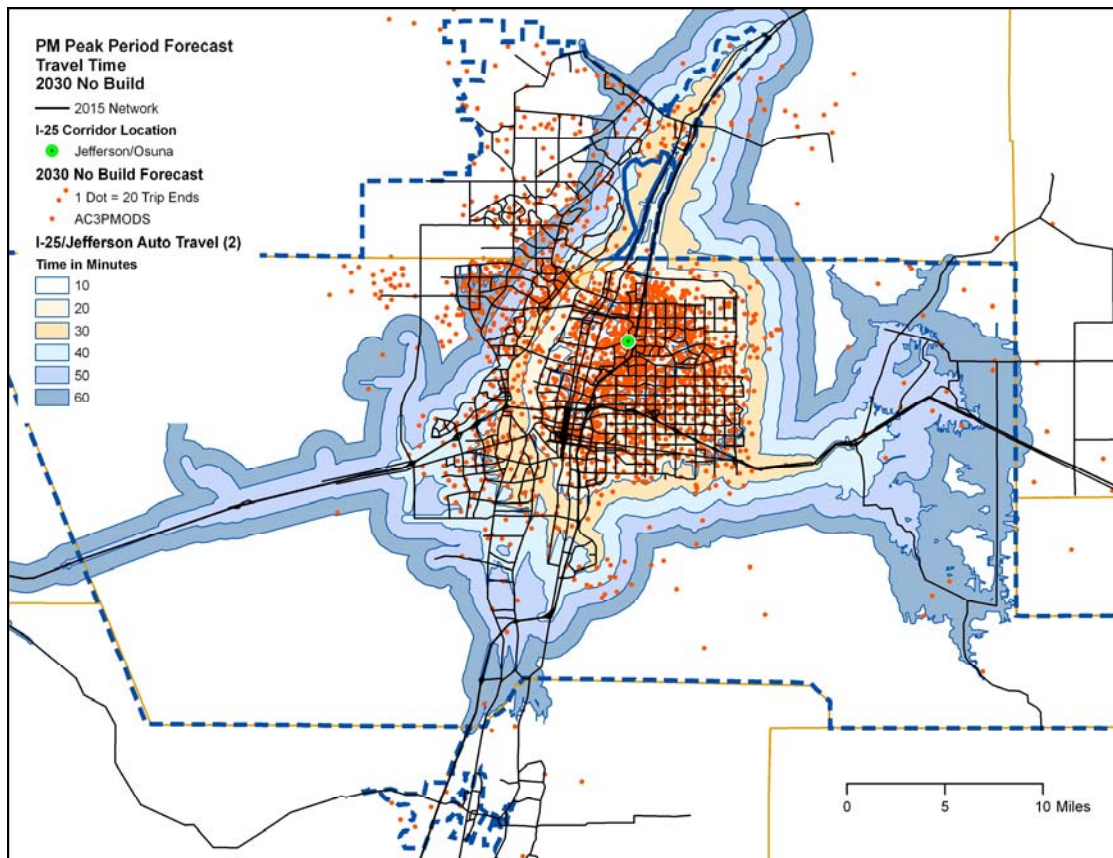 PM Peak Period Forecast
Travel Time
2030 No Build
2015 Network
I-25 Corridor Location
Jefferson/Osuna
2030 No Build Forecast
1 Dot = 20 Trip Ends
AC3PMODS
I-25/Jefferson Auto Travel (2)
Time in Minutes
10
20
30
40
50
60
0 5 10 Miles